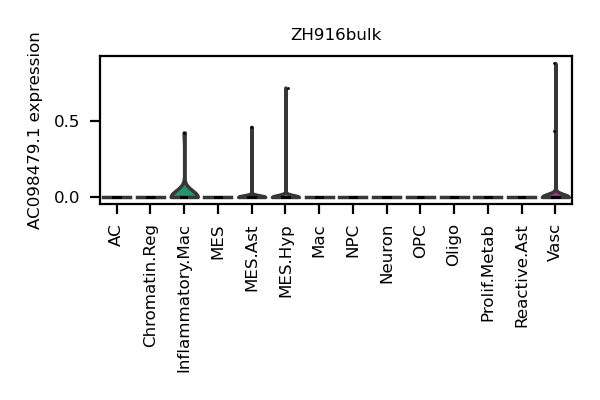 ZH916bulk
AC098479.1 expression
0.5
0.0
AC
Chromatin.Reg
Inflammatory.Mac
MES
MES.Ast
MES.Hyp
Mac
NPC
Neuron
OPC
Oligo
Prolif.Metab
Reactive.Ast
Vasc